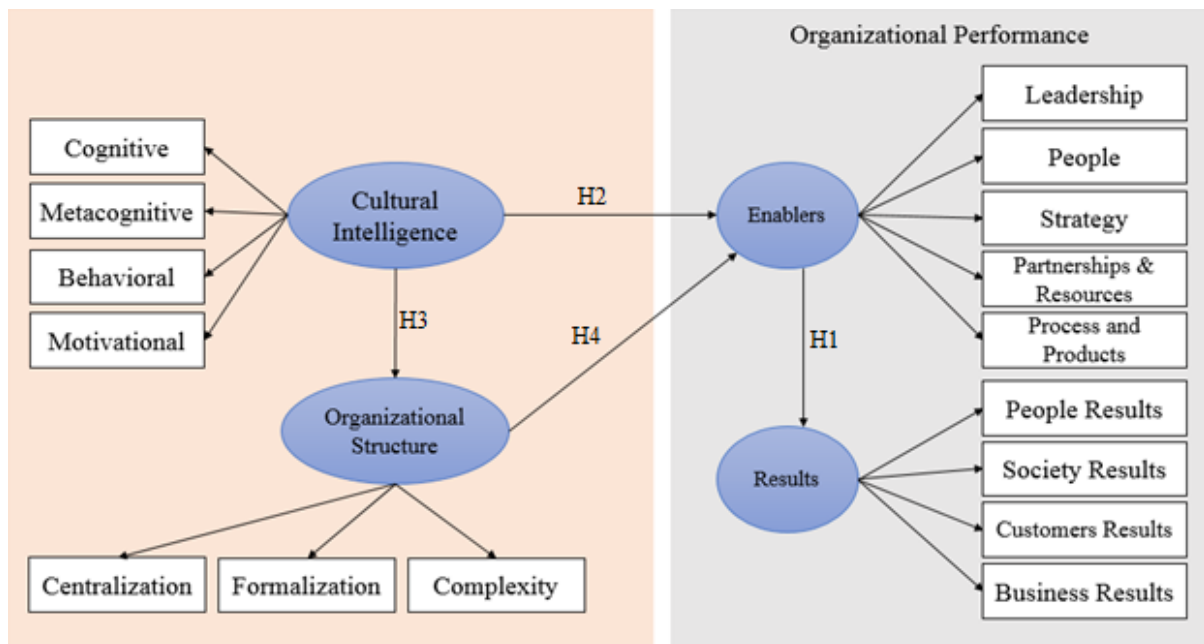 Organizational Performance
Cognitive
Metacognitive
Behavioral
Motivational
Cultural
Intelligence
H2
H3
H4
Organizational
Structure
Centralization
Formalization
Complexity
Enablers
H1
Results
Leadership
People
Strategy
Partnerships &
Resources
Process and
Products
People Results
Society Results
Customers Results
Business Results